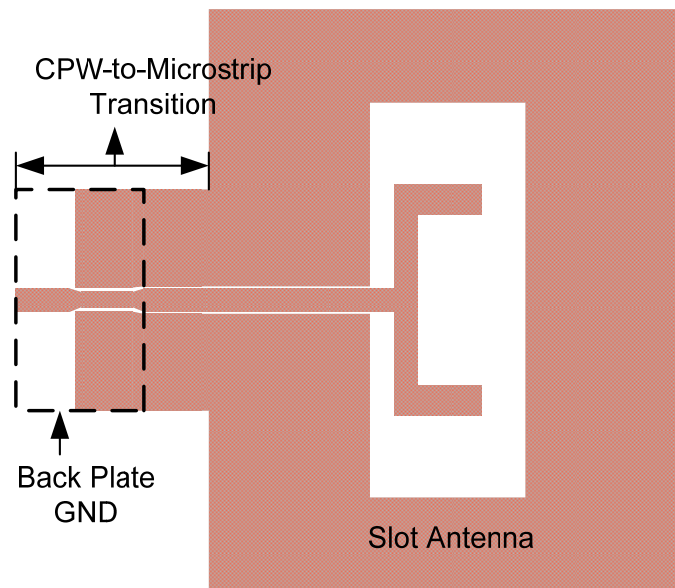 CPW-to-Microstrip
Transition
Back Plate
GND
Slot Antenna